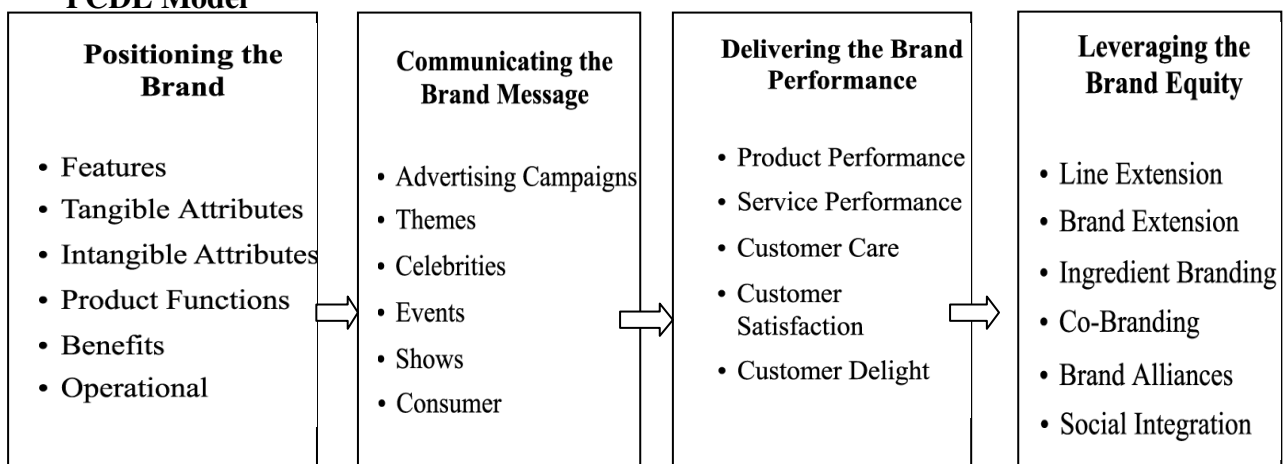 PCDL Model
Positioning the
Brand
• Features
• Tangible Attributes
• Intangible Attributes
• Product Functions
• Benefits
• Operational
Communicating the
Brand Message
• Advertising Campaigns
• Themes
• Celebrities
• Events
• Shows
• Consumer
Delivering the Brand
Performance
• Product Performance
• Service Performance
• Customer Care
• Customer
Satisfaction
• Customer Delight
Leveraging the
Brand Equity
• Line Extension
• Brand Extension
• Ingredient Branding
• Co-Branding
• Brand Alliances
• Social Integration